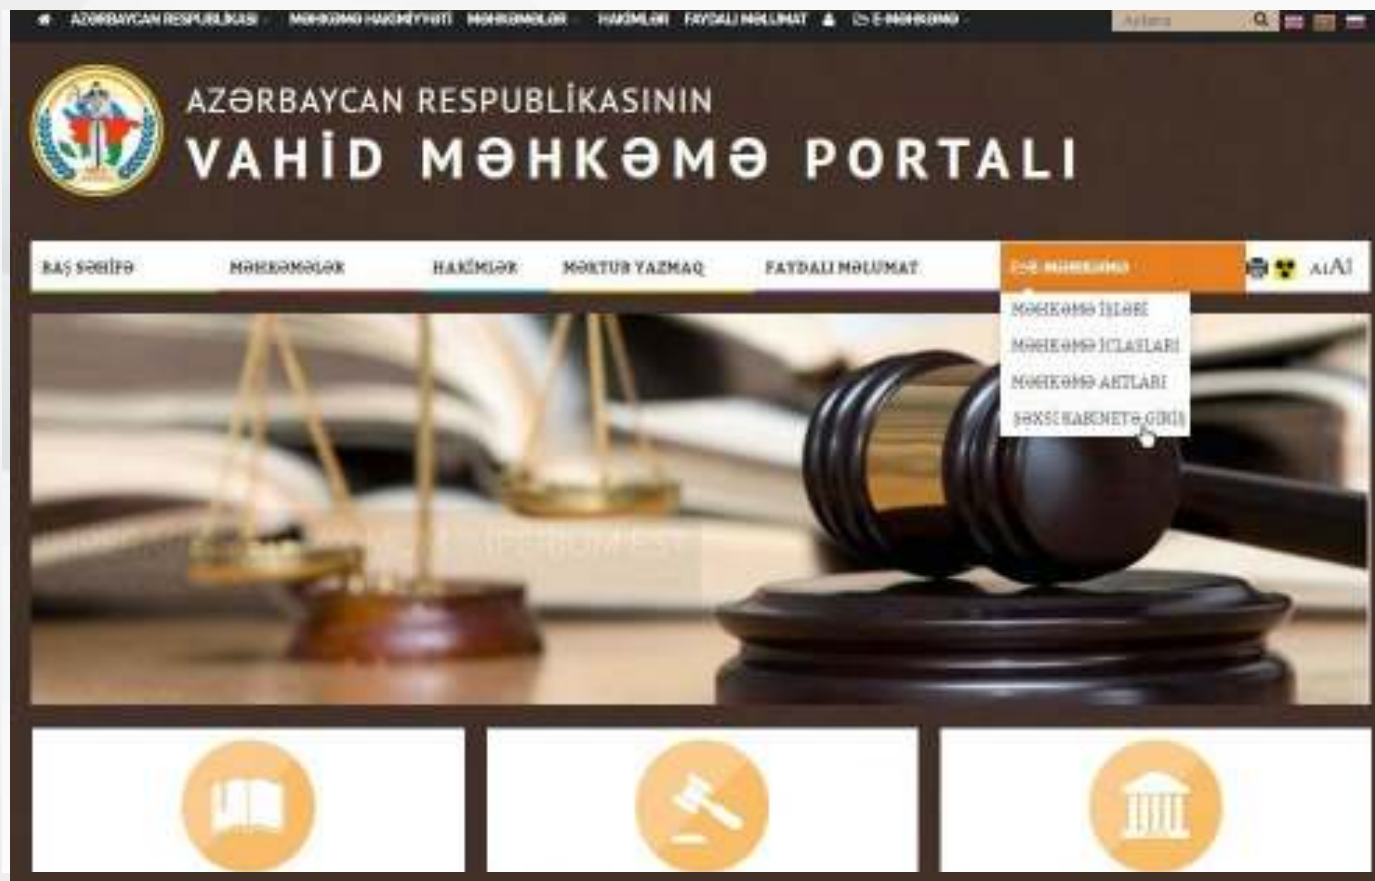 AZƏRBAYCAN RESPUBLİKASI MƏHKƏMƏ HAKİMİYYƏTİ MƏHKƏMƏLƏR HAKİMLƏR FAYDALI MƏLUMAT E-MƏHKƏMƏ Axtarış
AZƏRBAYCAN RESPUBLİKASININ
VAHİD MƏHKƏMƏ PORTALI
BAŞ SƏHİFƏ MƏHKƏMƏLƏR HAKİMLƏR MƏKTUB YAZMAQ FAYDALI MƏLUMAT E-MƏHKƏMƏ
MƏHKƏMƏ İŞLƏRİ
MƏHKƏMƏ İCLASLARI
MƏHKƏMƏ AKTLARI
ŞƏXSİ KABİNETƏ GİRİŞ